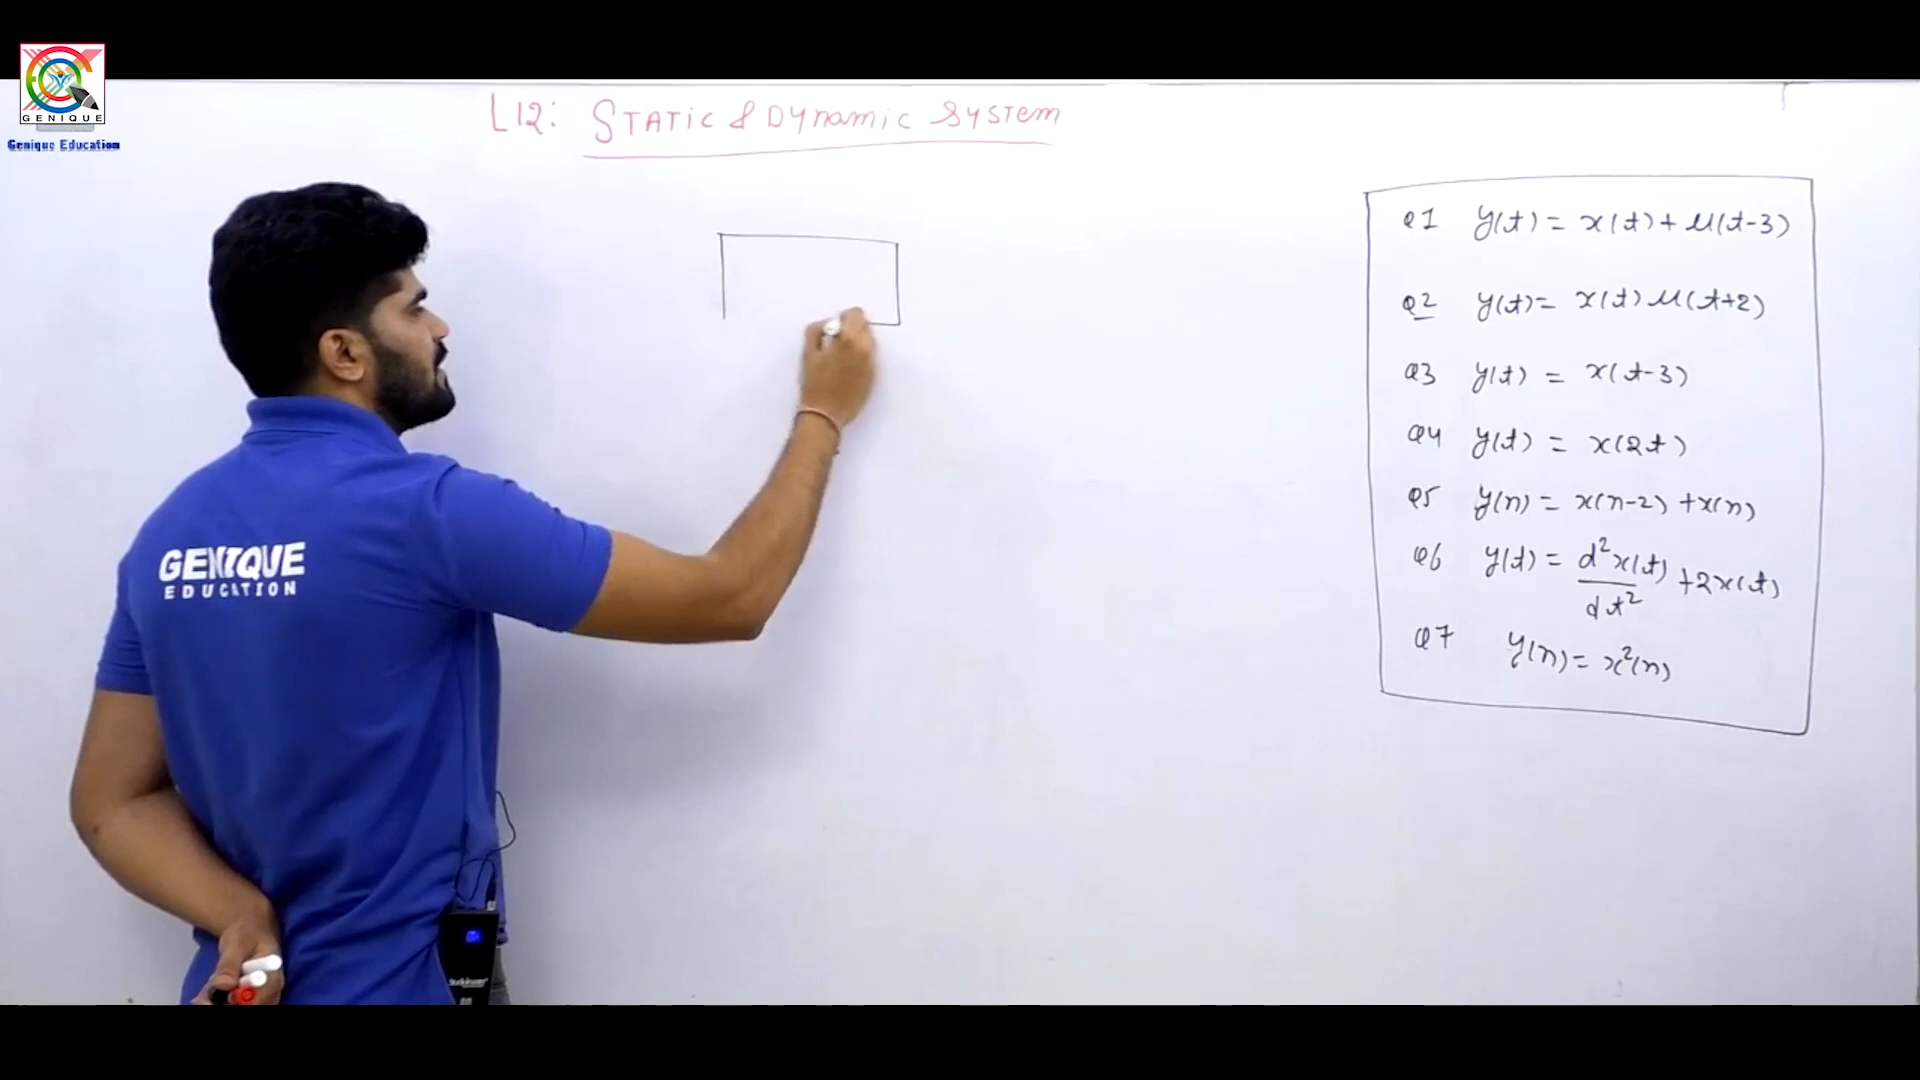 GENIQUE
Genique Education
L12: STATIC & DYNAMIC SYSTEM
Q1 y(t) = x(t) + u(t-3)
Q2 y(t) = x(t) u(t+2)
Q3 y(t) = x(t-3)
Q4 y(t) = x(2t)
Q5 y(n) = x(n-2) + x(n)
Q6 y(t) = d²x(t)/dt² + 2x(t)
Q7 y(n) = x²(n)
GENIQUE
EDUCATION